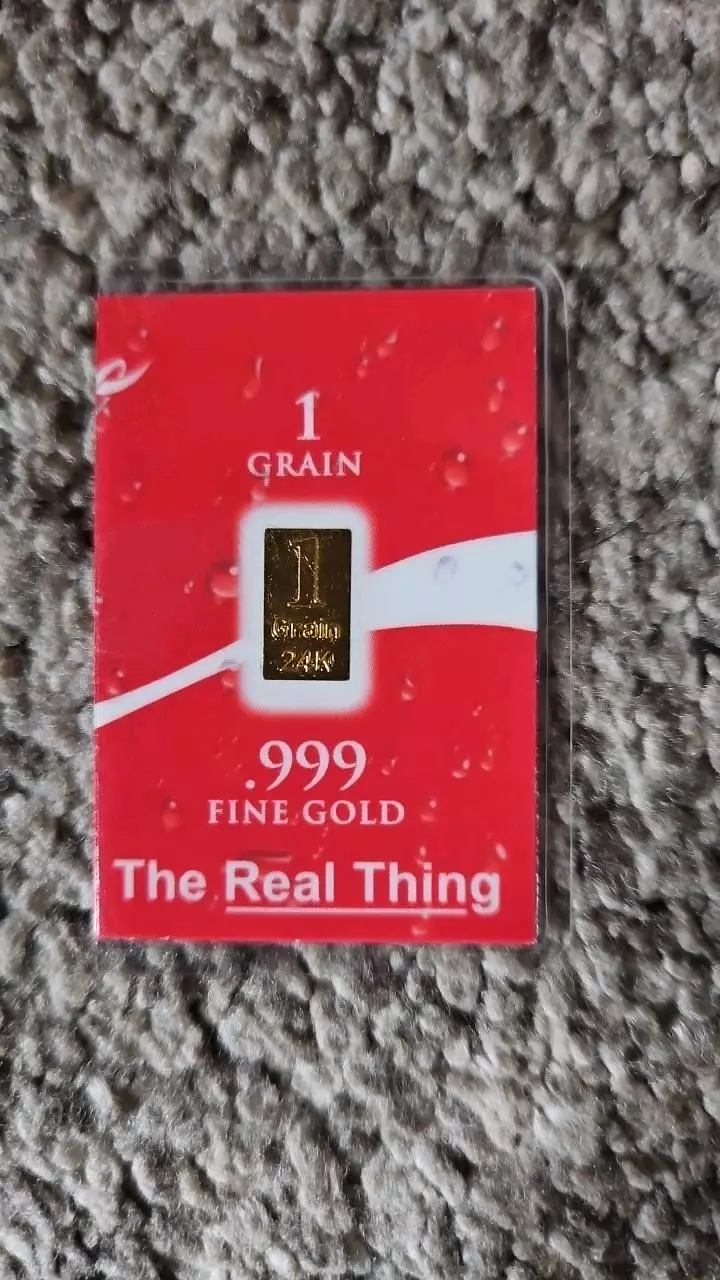 1
GRAIN
1
Grain
24K
.999
FINE GOLD
The Real Thing